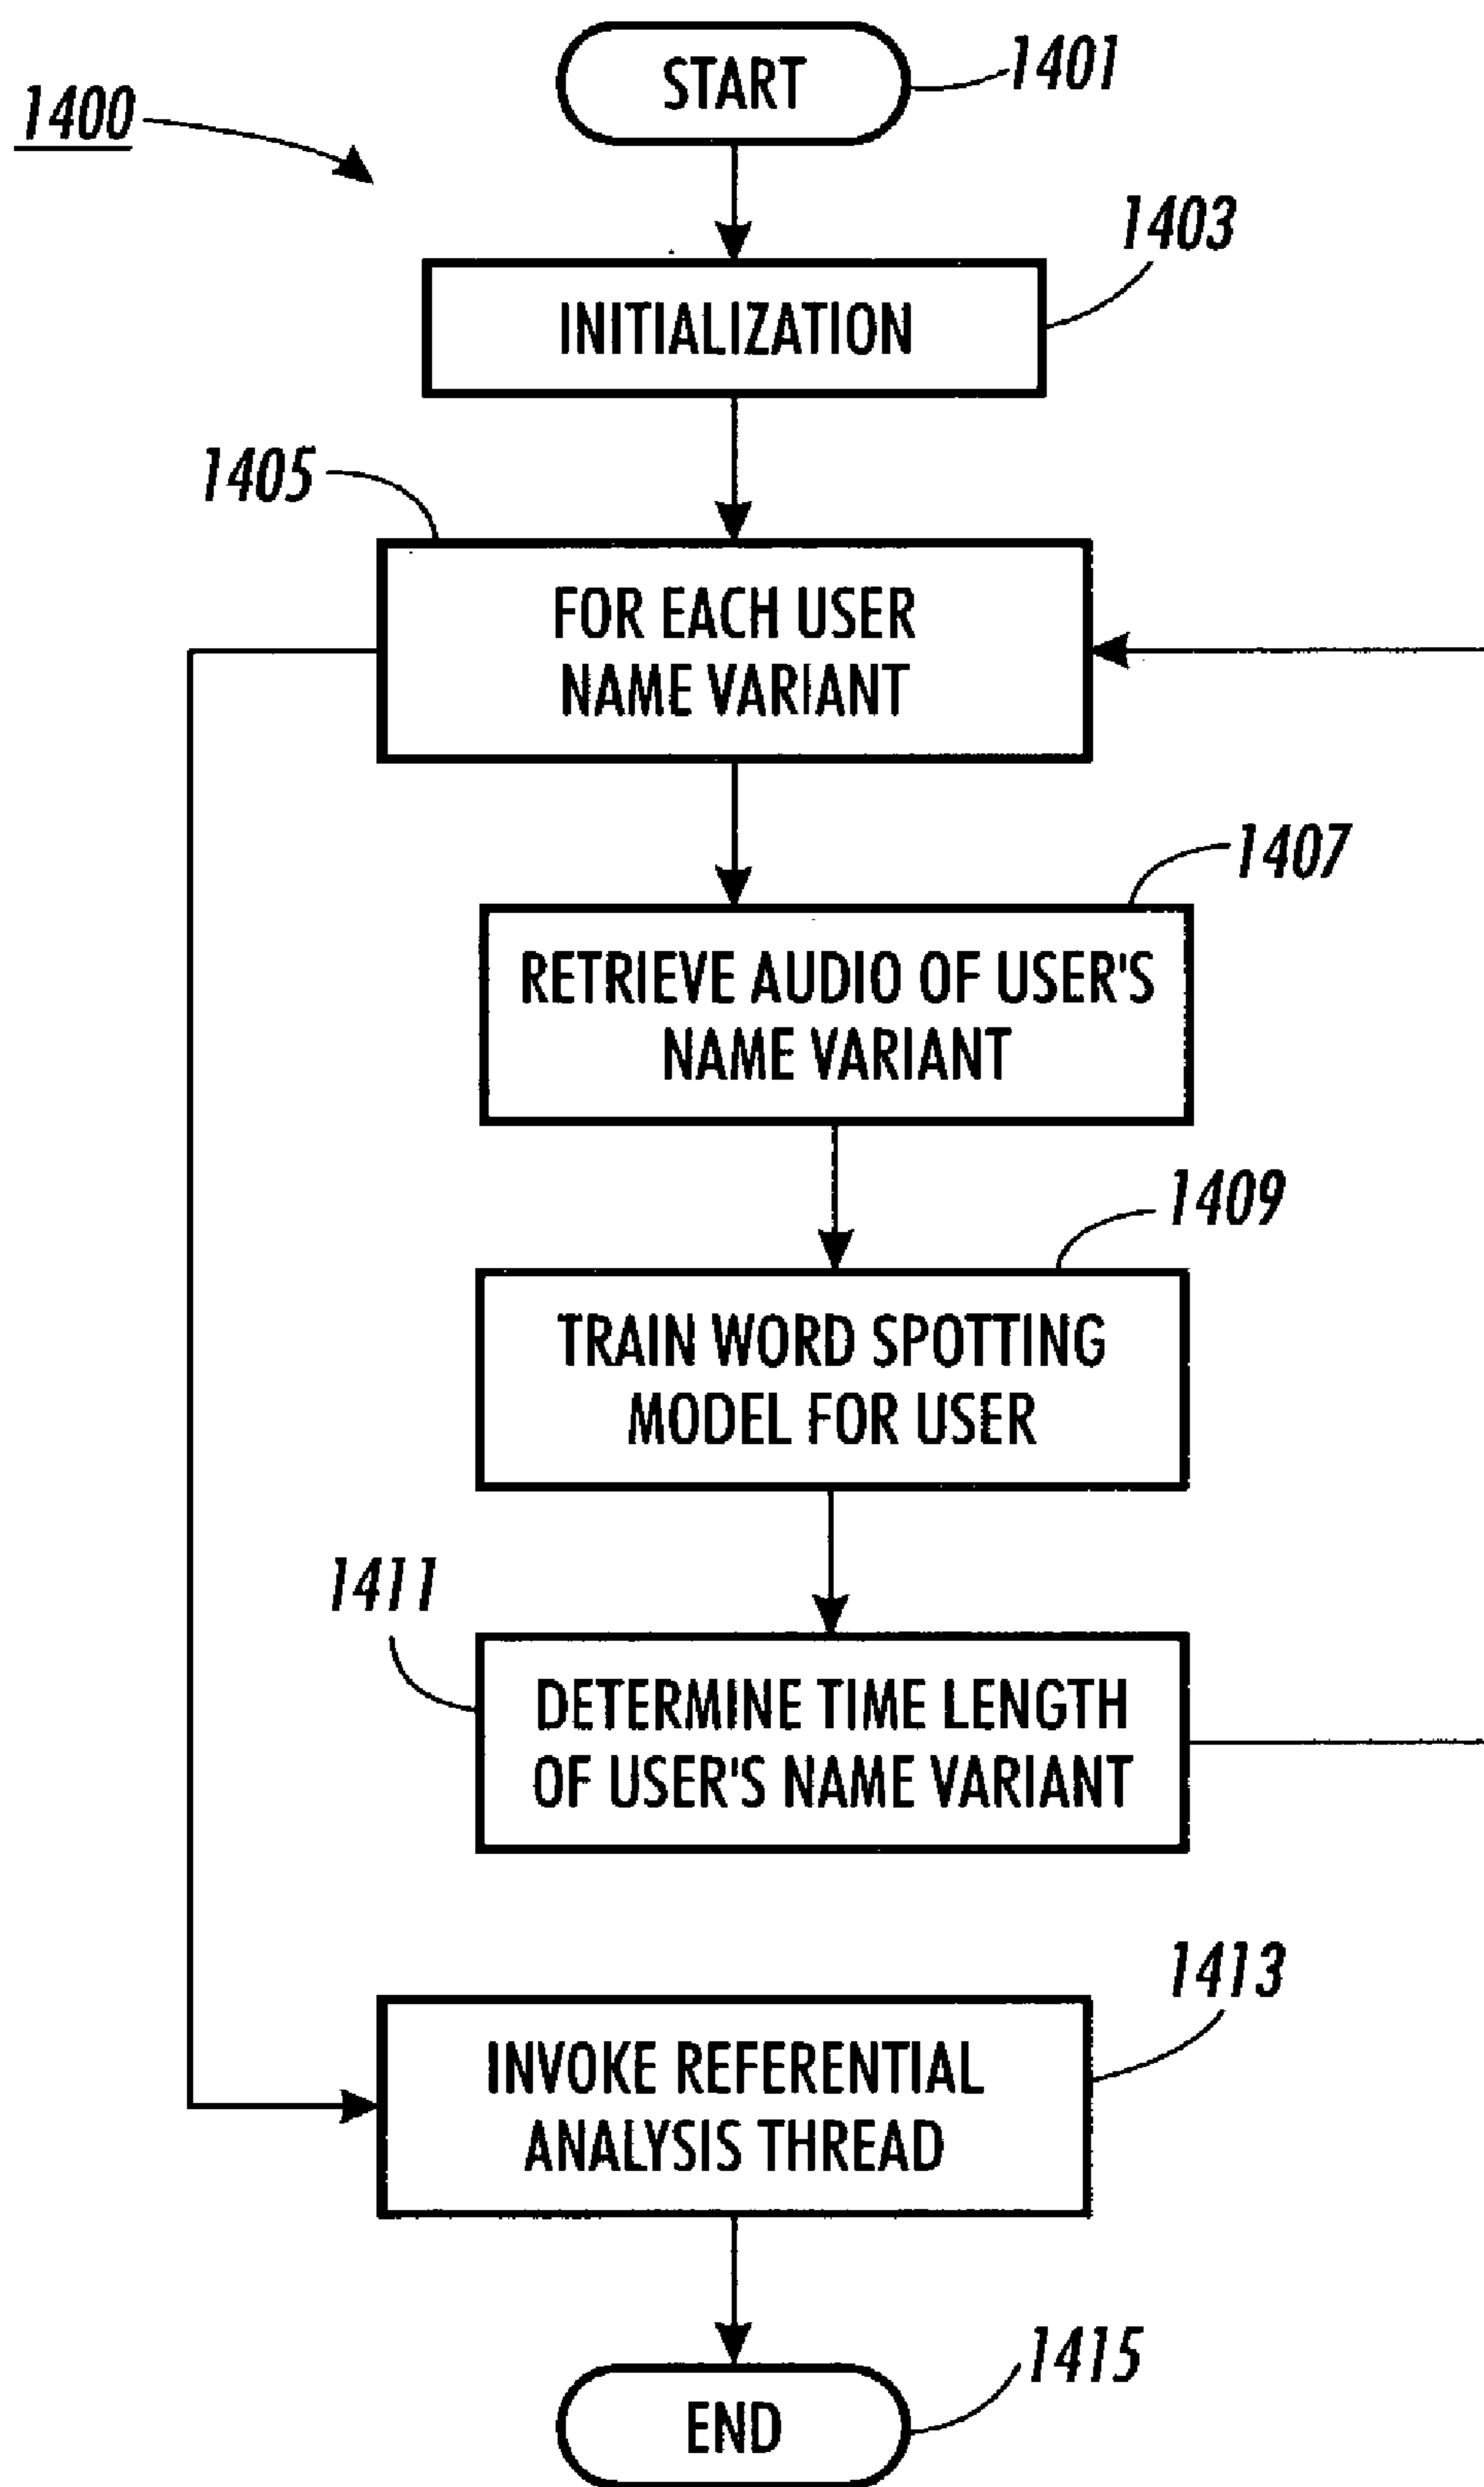 START
1401
1400
1403
INITIALIZATION
1405
FOR EACH USER
NAME VARIANT
1407
RETRIEVE AUDIO OF USER'S
NAME VARIANT
1409
TRAIN WORD SPOTTING
MODEL FOR USER
1411
DETERMINE TIME LENGTH
OF USER'S NAME VARIANT
1413
INVOKE REFERENTIAL
ANALYSIS THREAD
1415
END